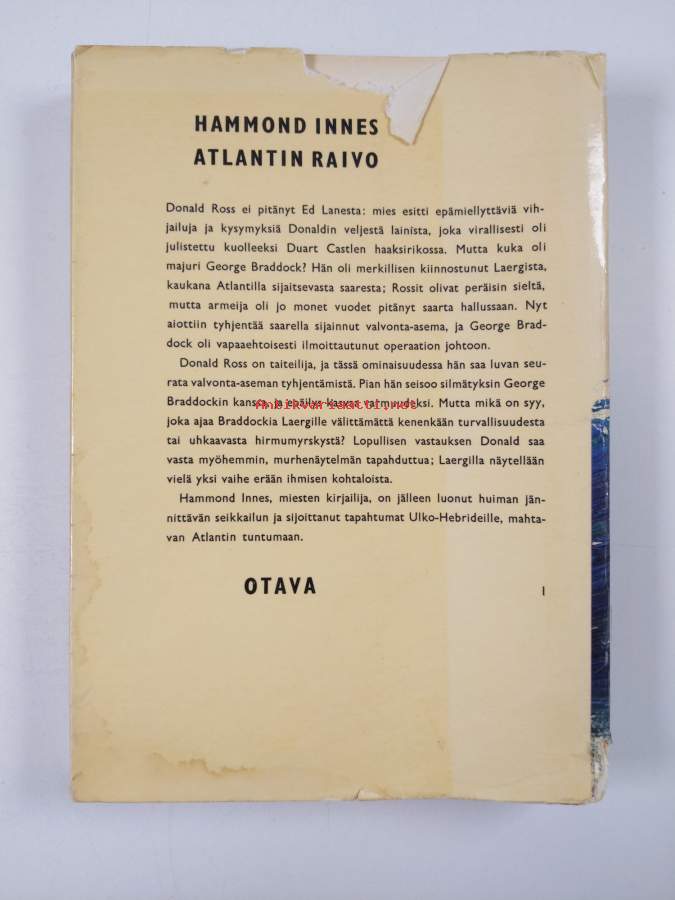 HAMMOND INNES
ATLANTIN RAIVO
Donald Ross ei pitänyt Ed Lanesta: mies esitti epämiellyttäviä vih-
jailuja ja kysymyksiä Donaldin veljestä Iainista, joka virallisesti oli
julistettu kuolleeksi Duart Castlen haaksirikossa. Mutta kuka oli
majuri George Braddock? Hän oli merkillisen kiinnostunut Laergista,
kaukana Atlantilla sijaitsevasta saaresta; Rossit olivat peräisin sieltä,
mutta armeija oli jo monet vuodet pitänyt saarta hallussaan. Nyt
aiottiin tyhjentää saarella sijainnut valvonta-asema, ja George Brad-
dock oli vapaaehtoisesti ilmoittautunut operaation johtoon.
Donald Ross on taiteilija, ja tässä ominaisuudessa hän saa luvan seu-
rata valvonta-aseman tyhjentämistä. Pian hän seisoo silmätyksin George
Braddockin kanssa ja epäilys kasvaa varmuudeksi. Mutta mikä on syy,
Antikvariaatti.net
joka ajaa Braddockia Laergille välittämättä kenenkään turvallisuudesta
tai uhkaavasta hirmumyrskystä? Lopullisen vastauksen Donald saa
vasta myöhemmin, murhenäytelmän tapahduttua; Laergilla näytellään
vielä yksi vaihe erään ihmisen kohtaloista.
Hammond Innes, miesten kirjailija, on jälleen luonut huiman jän-
nittävän seikkailun ja sijoittanut tapahtumat Ulko-Hebrideille, mahta-
van Atlantin tuntumaan.
OTAVA
I